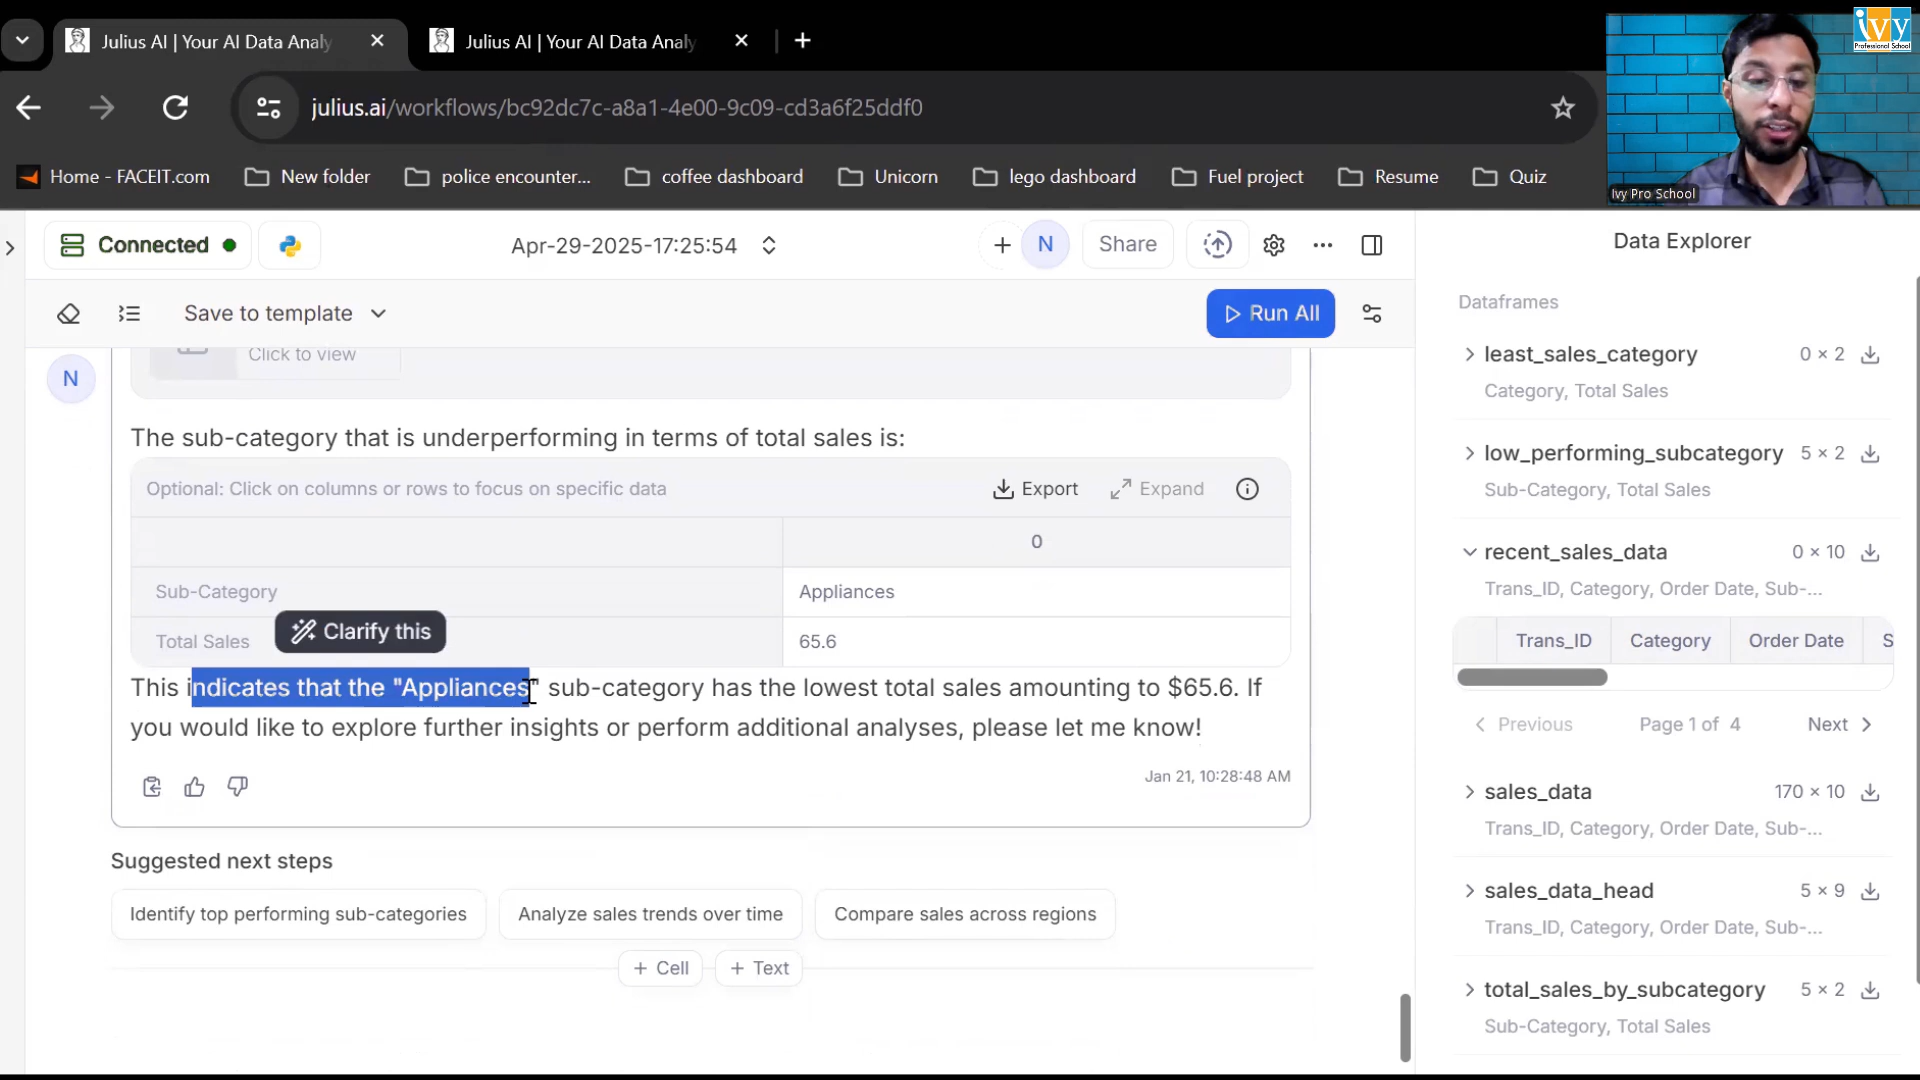 Julius AI | Your AI Data Analy
Julius AI | Your AI Data Analy
ivy
Professional School
julius.ai/workflows/bc92dc7c-a8a1-4e00-9c09-cd3a6f25ddf0
Home - FACEIT.com
New folder
police encounter...
coffee dashboard
Unicorn
lego dashboard
Fuel project
Resume
Quiz
Ivy Pro School
Connected
Apr-29-2025-17:25:54
N
Share
Save to template
Run All
N
Click to view
The sub-category that is underperforming in terms of total sales is:
Optional: Click on columns or rows to focus on specific data
Export
Expand
0
Sub-Category
Appliances
Clarify this
Total Sales
65.6
This indicates that the "Appliances" sub-category has the lowest total sales amounting to $65.6. If
you would like to explore further insights or perform additional analyses, please let me know!
Jan 21, 10:28:48 AM
Suggested next steps
Identify top performing sub-categories
Analyze sales trends over time
Compare sales across regions
+ Cell
+ Text
Data Explorer
Dataframes
least_sales_category 0 × 2
Category, Total Sales
low_performing_subcategory 5 × 2
Sub-Category, Total Sales
recent_sales_data 0 × 10
Trans_ID, Category, Order Date, Sub-...
Trans_ID Category Order Date S
Previous Page 1 of 4 Next
sales_data 170 × 10
Trans_ID, Category, Order Date, Sub-...
sales_data_head 5 × 9
Trans_ID, Category, Order Date, Sub-...
total_sales_by_subcategory 5 × 2
Sub-Category, Total Sales